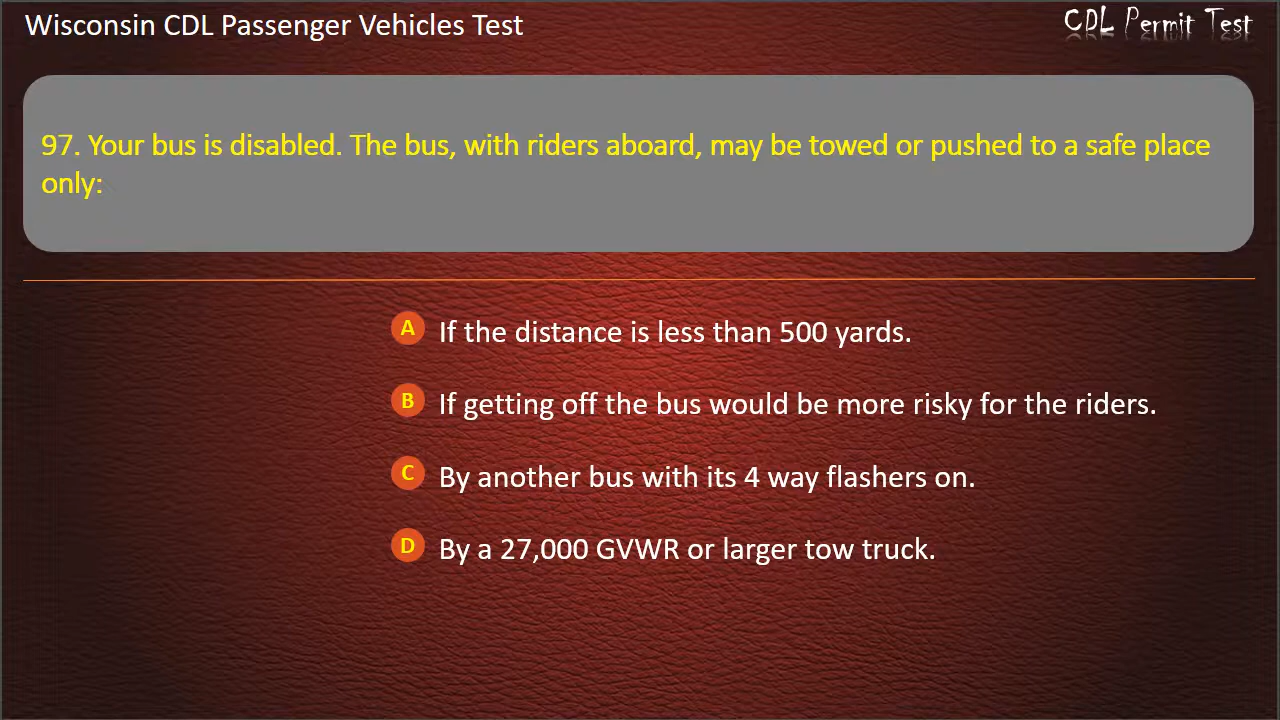 Wisconsin CDL Passenger Vehicles Test
CDL Permit Test
97. Your bus is disabled. The bus, with riders aboard, may be towed or pushed to a safe place
only:
A If the distance is less than 500 yards.
B If getting off the bus would be more risky for the riders.
C By another bus with its 4 way flashers on.
D By a 27,000 GVWR or larger tow truck.